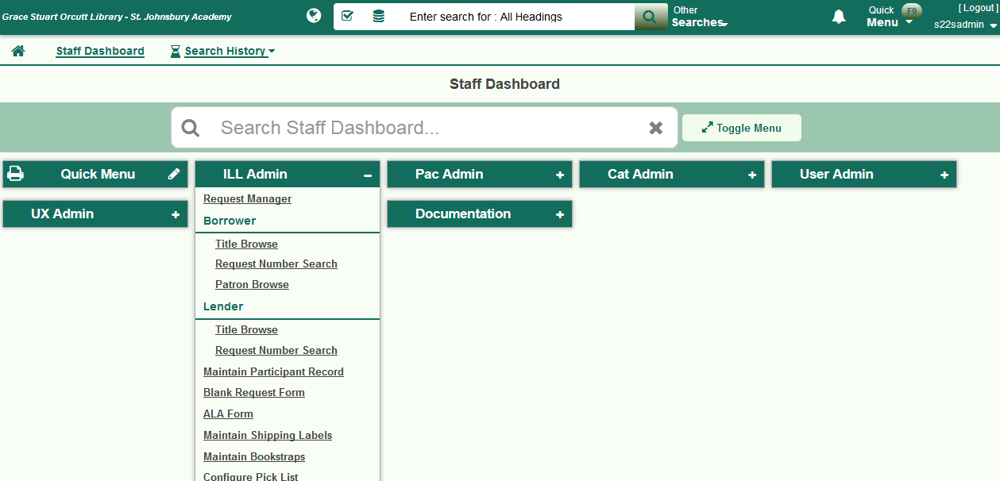 Grace Stuart Orcutt Library - St. Johnsbury Academy
Enter search for : All Headings
Other
Searches
Quick F9
Menu
[ Logout ]
s22sadmin
Staff Dashboard
Search History
Staff Dashboard
Search Staff Dashboard...
Toggle Menu
Quick Menu
ILL Admin
Pac Admin
Cat Admin
User Admin
Request Manager
Borrower
Title Browse
Request Number Search
Patron Browse
Lender
Title Browse
Request Number Search
Maintain Participant Record
Blank Request Form
ALA Form
Maintain Shipping Labels
Maintain Bookstraps
Configure Pick List
UX Admin
Documentation